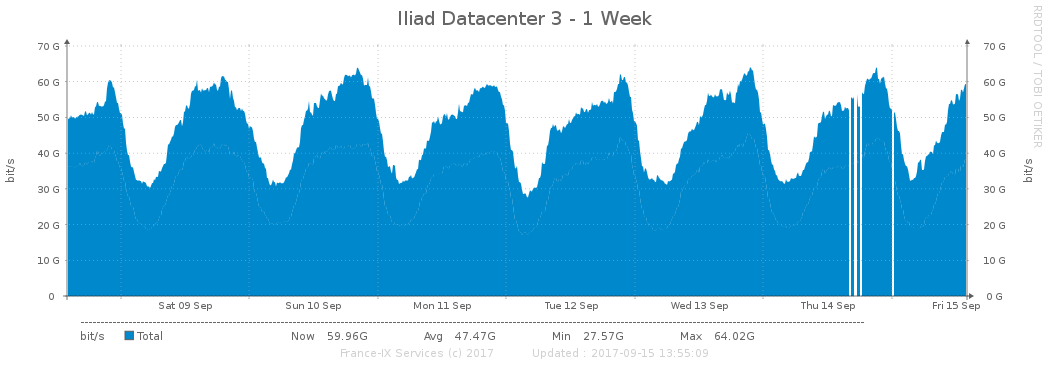 Iliad Datacenter 3 - 1 Week
RRDTOOL / TOBI OETIKER
70 G 70 G
60 G 60 G
50 G 50 G
40 G 40 G
30 G 30 G
20 G 20 G
10 G 10 G
0 0 G
bit/s bit/s
Sat 09 Sep Sun 10 Sep Mon 11 Sep Tue 12 Sep Wed 13 Sep Thu 14 Sep Fri 15 Sep
bit/s Total Now 59.96G Avg 47.47G Min 27.57G Max 64.02G
France-IX Services (c) 2017 Updated : 2017-09-15 13:55:09